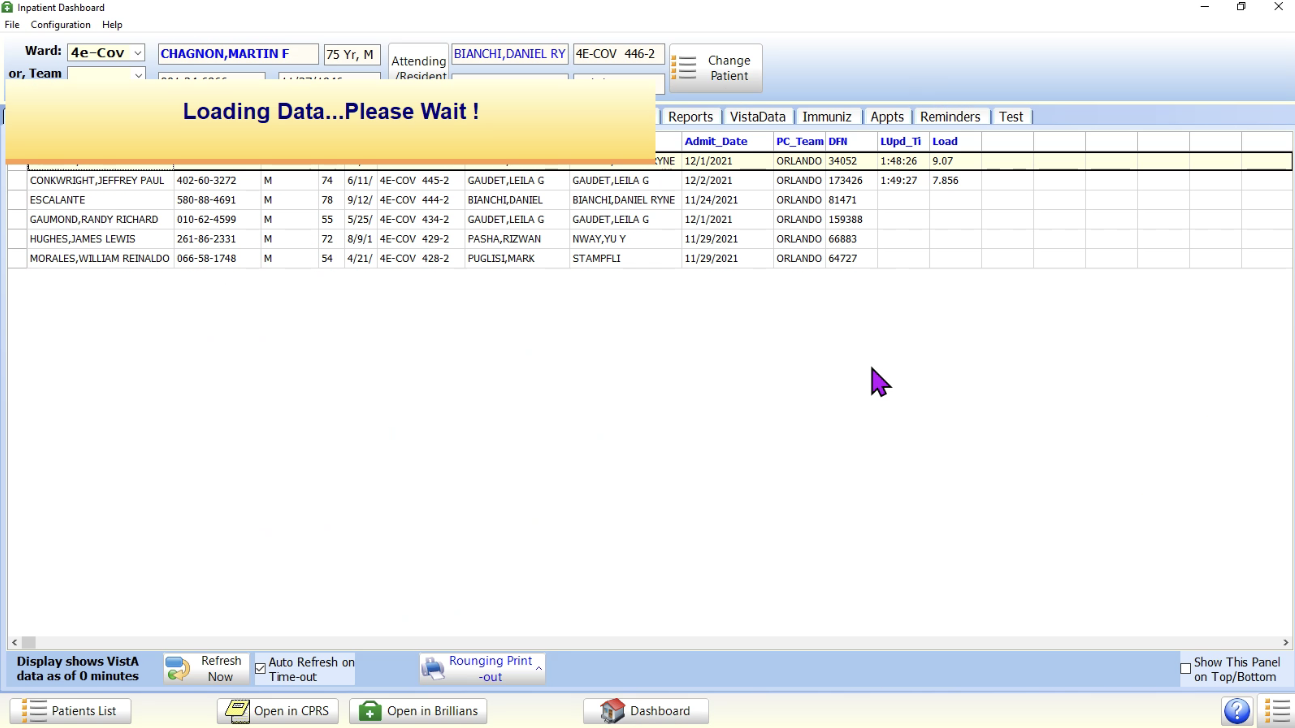 Inpatient Dashboard
File Configuration Help
Ward: 4e-Cov CHAGNON,MARTIN F 75 Yr, M Attending /Resident BIANCHI,DANIEL RY 4E-COV 446-2 Change Patient
or, Team
Loading Data...Please Wait !
Reports VistaData Immuniz Appts Reminders Test
Admit_Date PC_Team DFN LUpd_Ti Load
YNE 12/1/2021 ORLANDO 34052 1:48:26 9.07
CONKWRIGHT,JEFFREY PAUL 402-60-3272 M 74 6/11/ 4E-COV 445-2 GAUDET,LEILA G GAUDET,LEILA G 12/2/2021 ORLANDO 173426 1:49:27 7.856
ESCALANTE 580-88-4691 M 78 9/12/ 4E-COV 444-2 BIANCHI,DANIEL BIANCHI,DANIEL RYNE 11/24/2021 ORLANDO 81471
GAUMOND,RANDY RICHARD 010-62-4599 M 55 5/25/ 4E-COV 434-2 GAUDET,LEILA G GAUDET,LEILA G 12/1/2021 ORLANDO 159388
HUGHES,JAMES LEWIS 261-86-2331 M 72 8/9/1 4E-COV 429-2 PASHA,RIZWAN NWAY,YU Y 11/29/2021 ORLANDO 66883
MORALES,WILLIAM REINALDO 066-58-1748 M 54 4/21/ 4E-COV 428-2 PUGLISI,MARK STAMPFLI 11/29/2021 ORLANDO 64727
Display shows VistA data as of 0 minutes
Refresh Now
Auto Refresh on Time-out
Rounging Print -out
Show This Panel on Top/Bottom
Patients List Open in CPRS Open in Brillians Dashboard